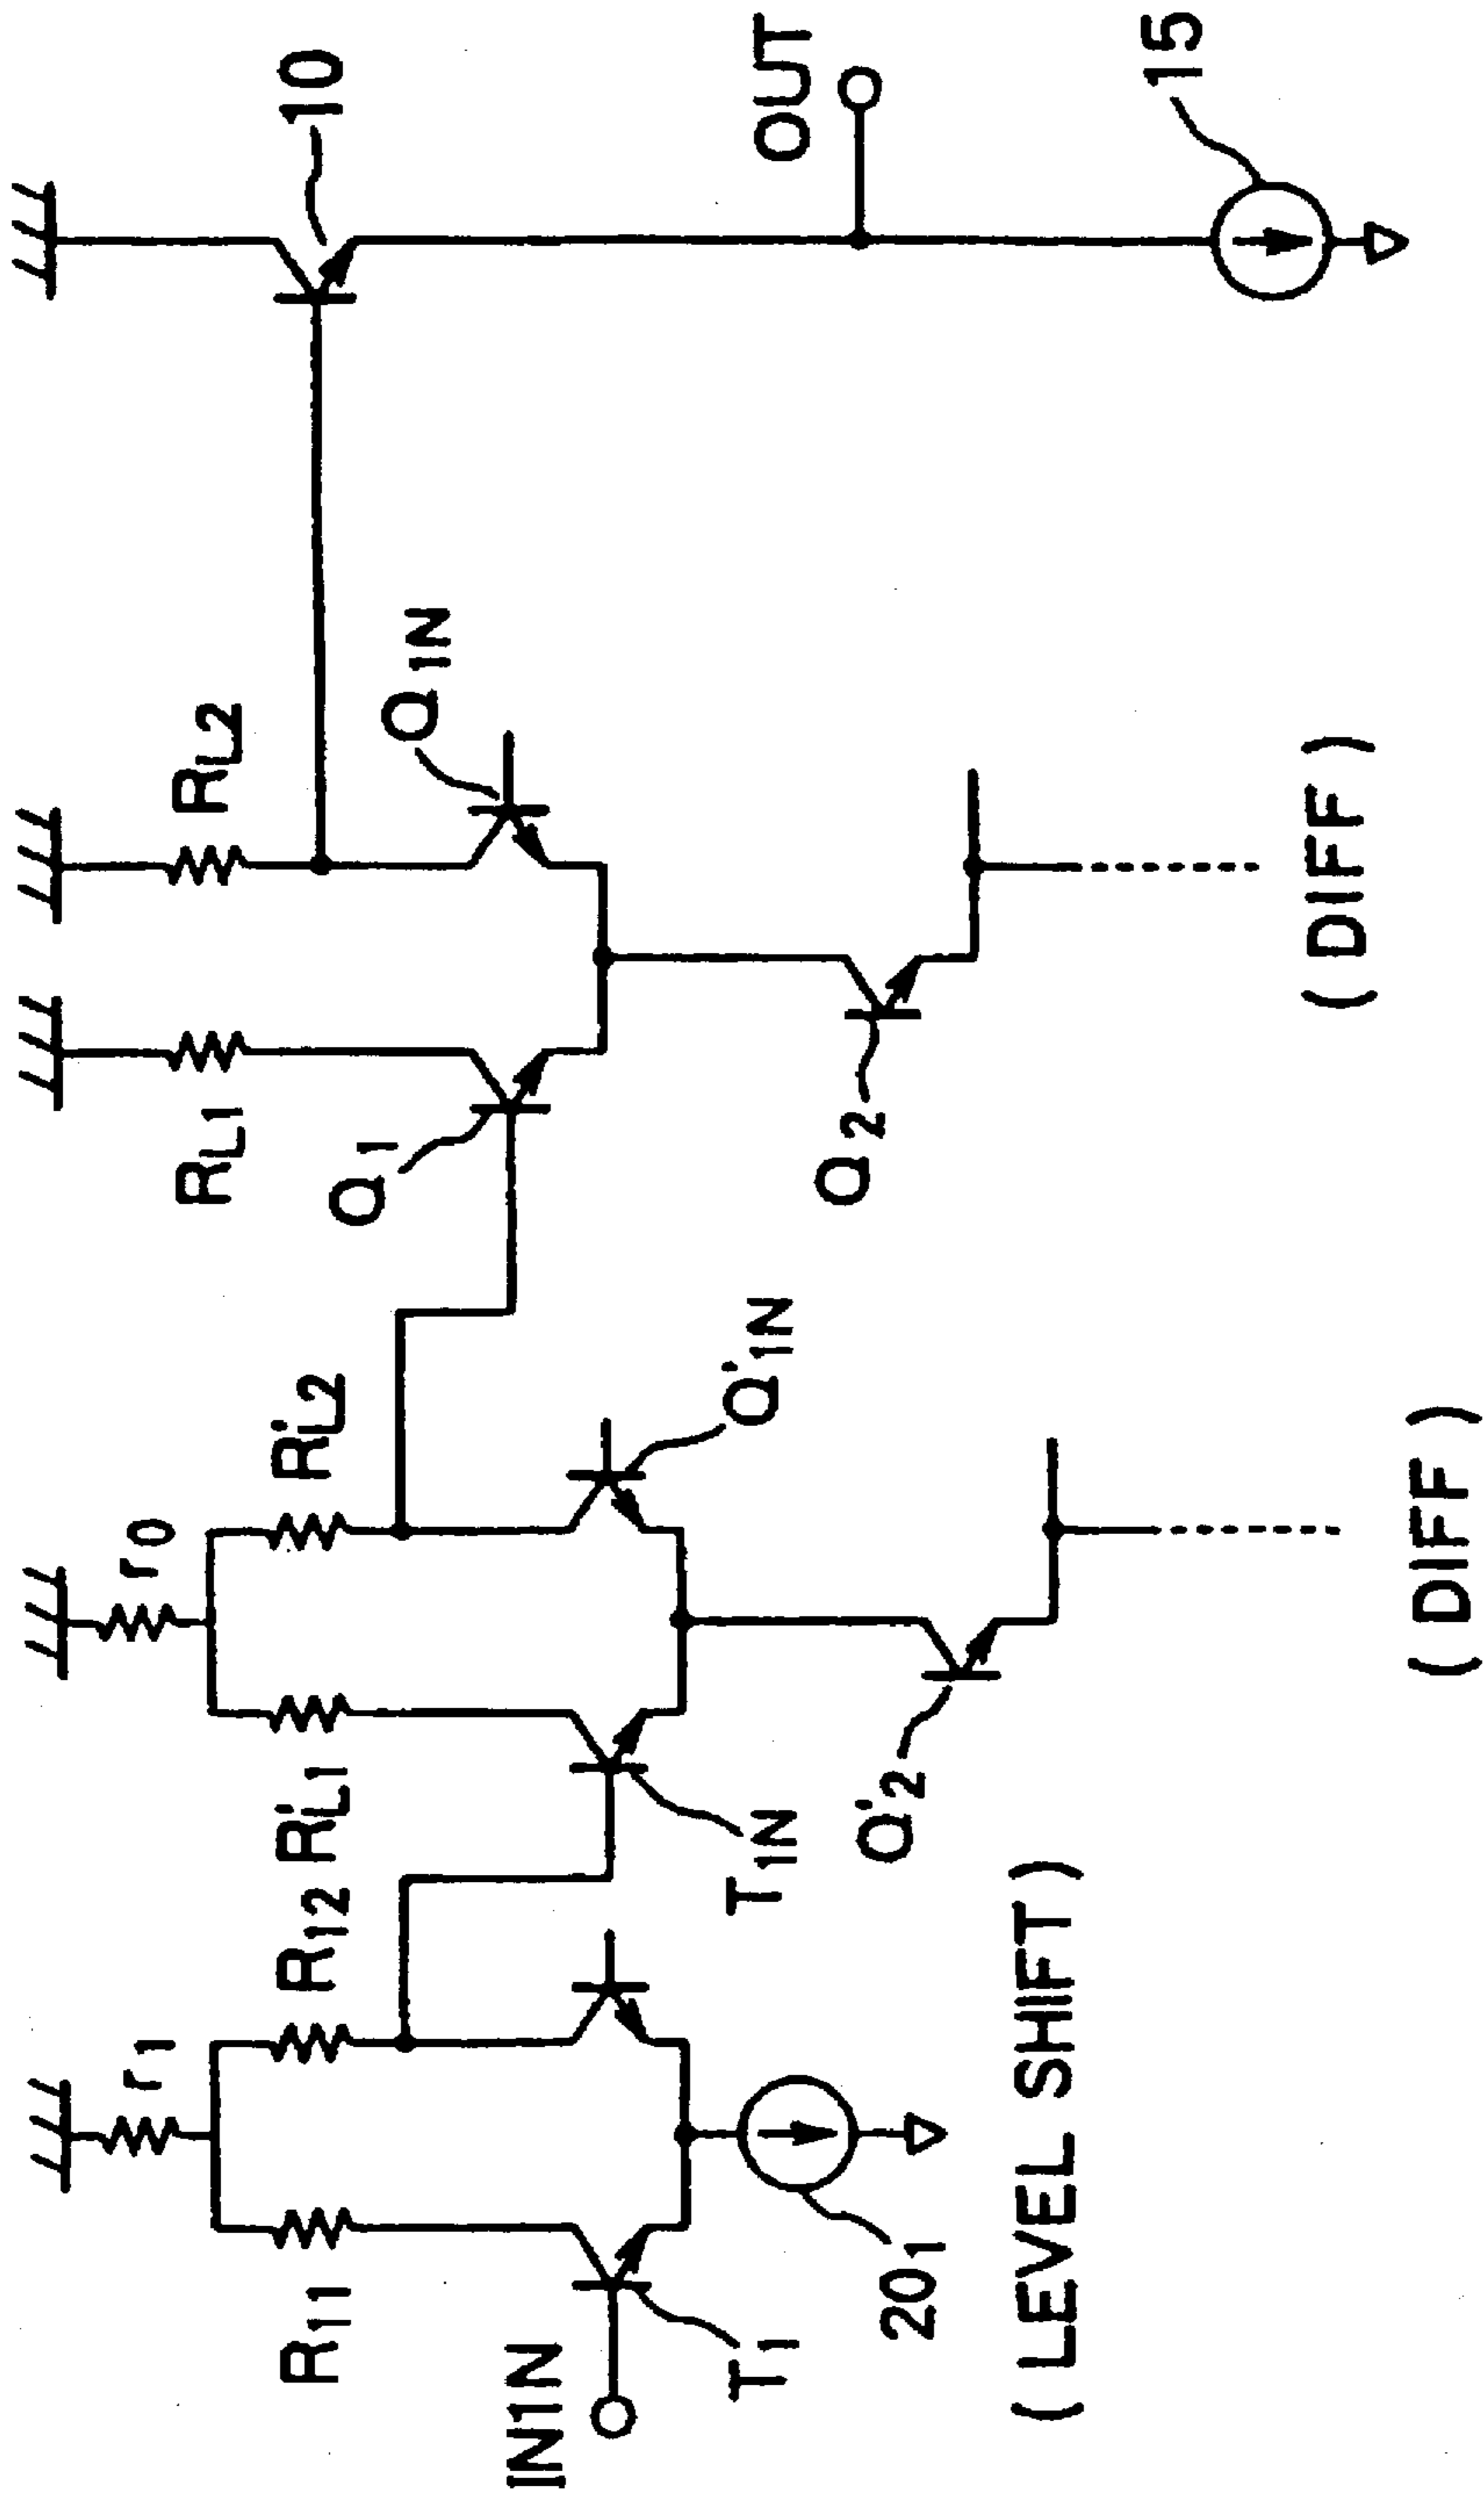 r1
r0
10
R11
R12
R'L1
R'L2
RL1
RL2
IN1N
T1
T1N
Q'1N
Q1
Q1N
OUT
201
Q'2
Q2
15
(LEVEL SHIFT)
(DIFF)
(DIFF)